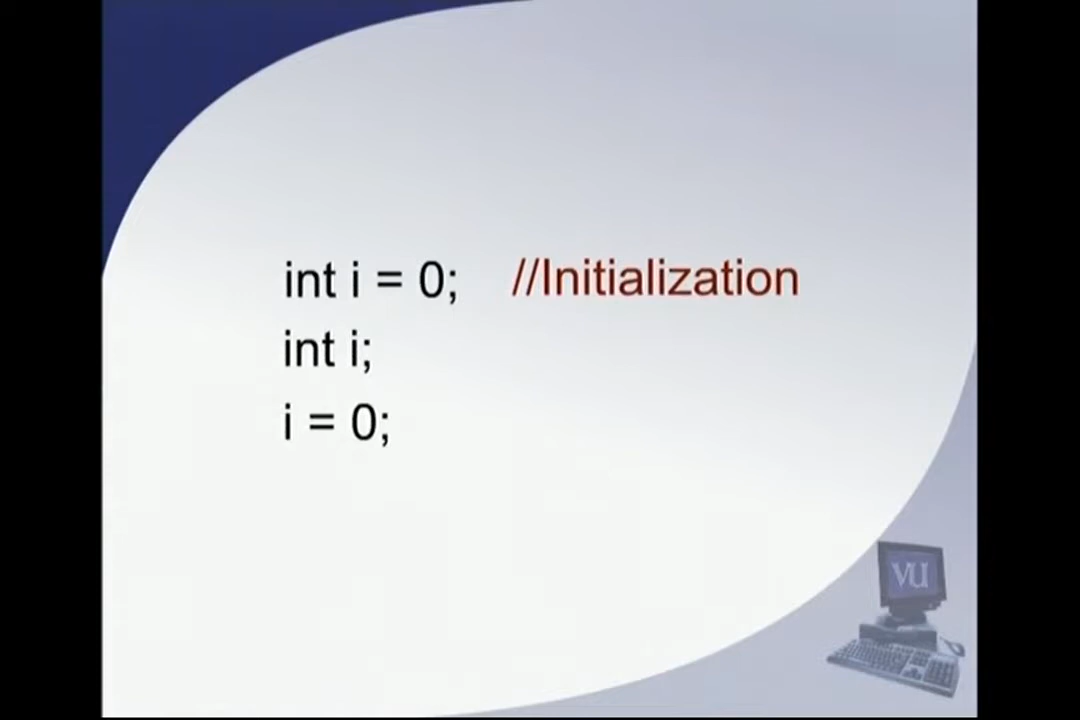 int i = 0; //Initialization
int i;
i = 0;
VU